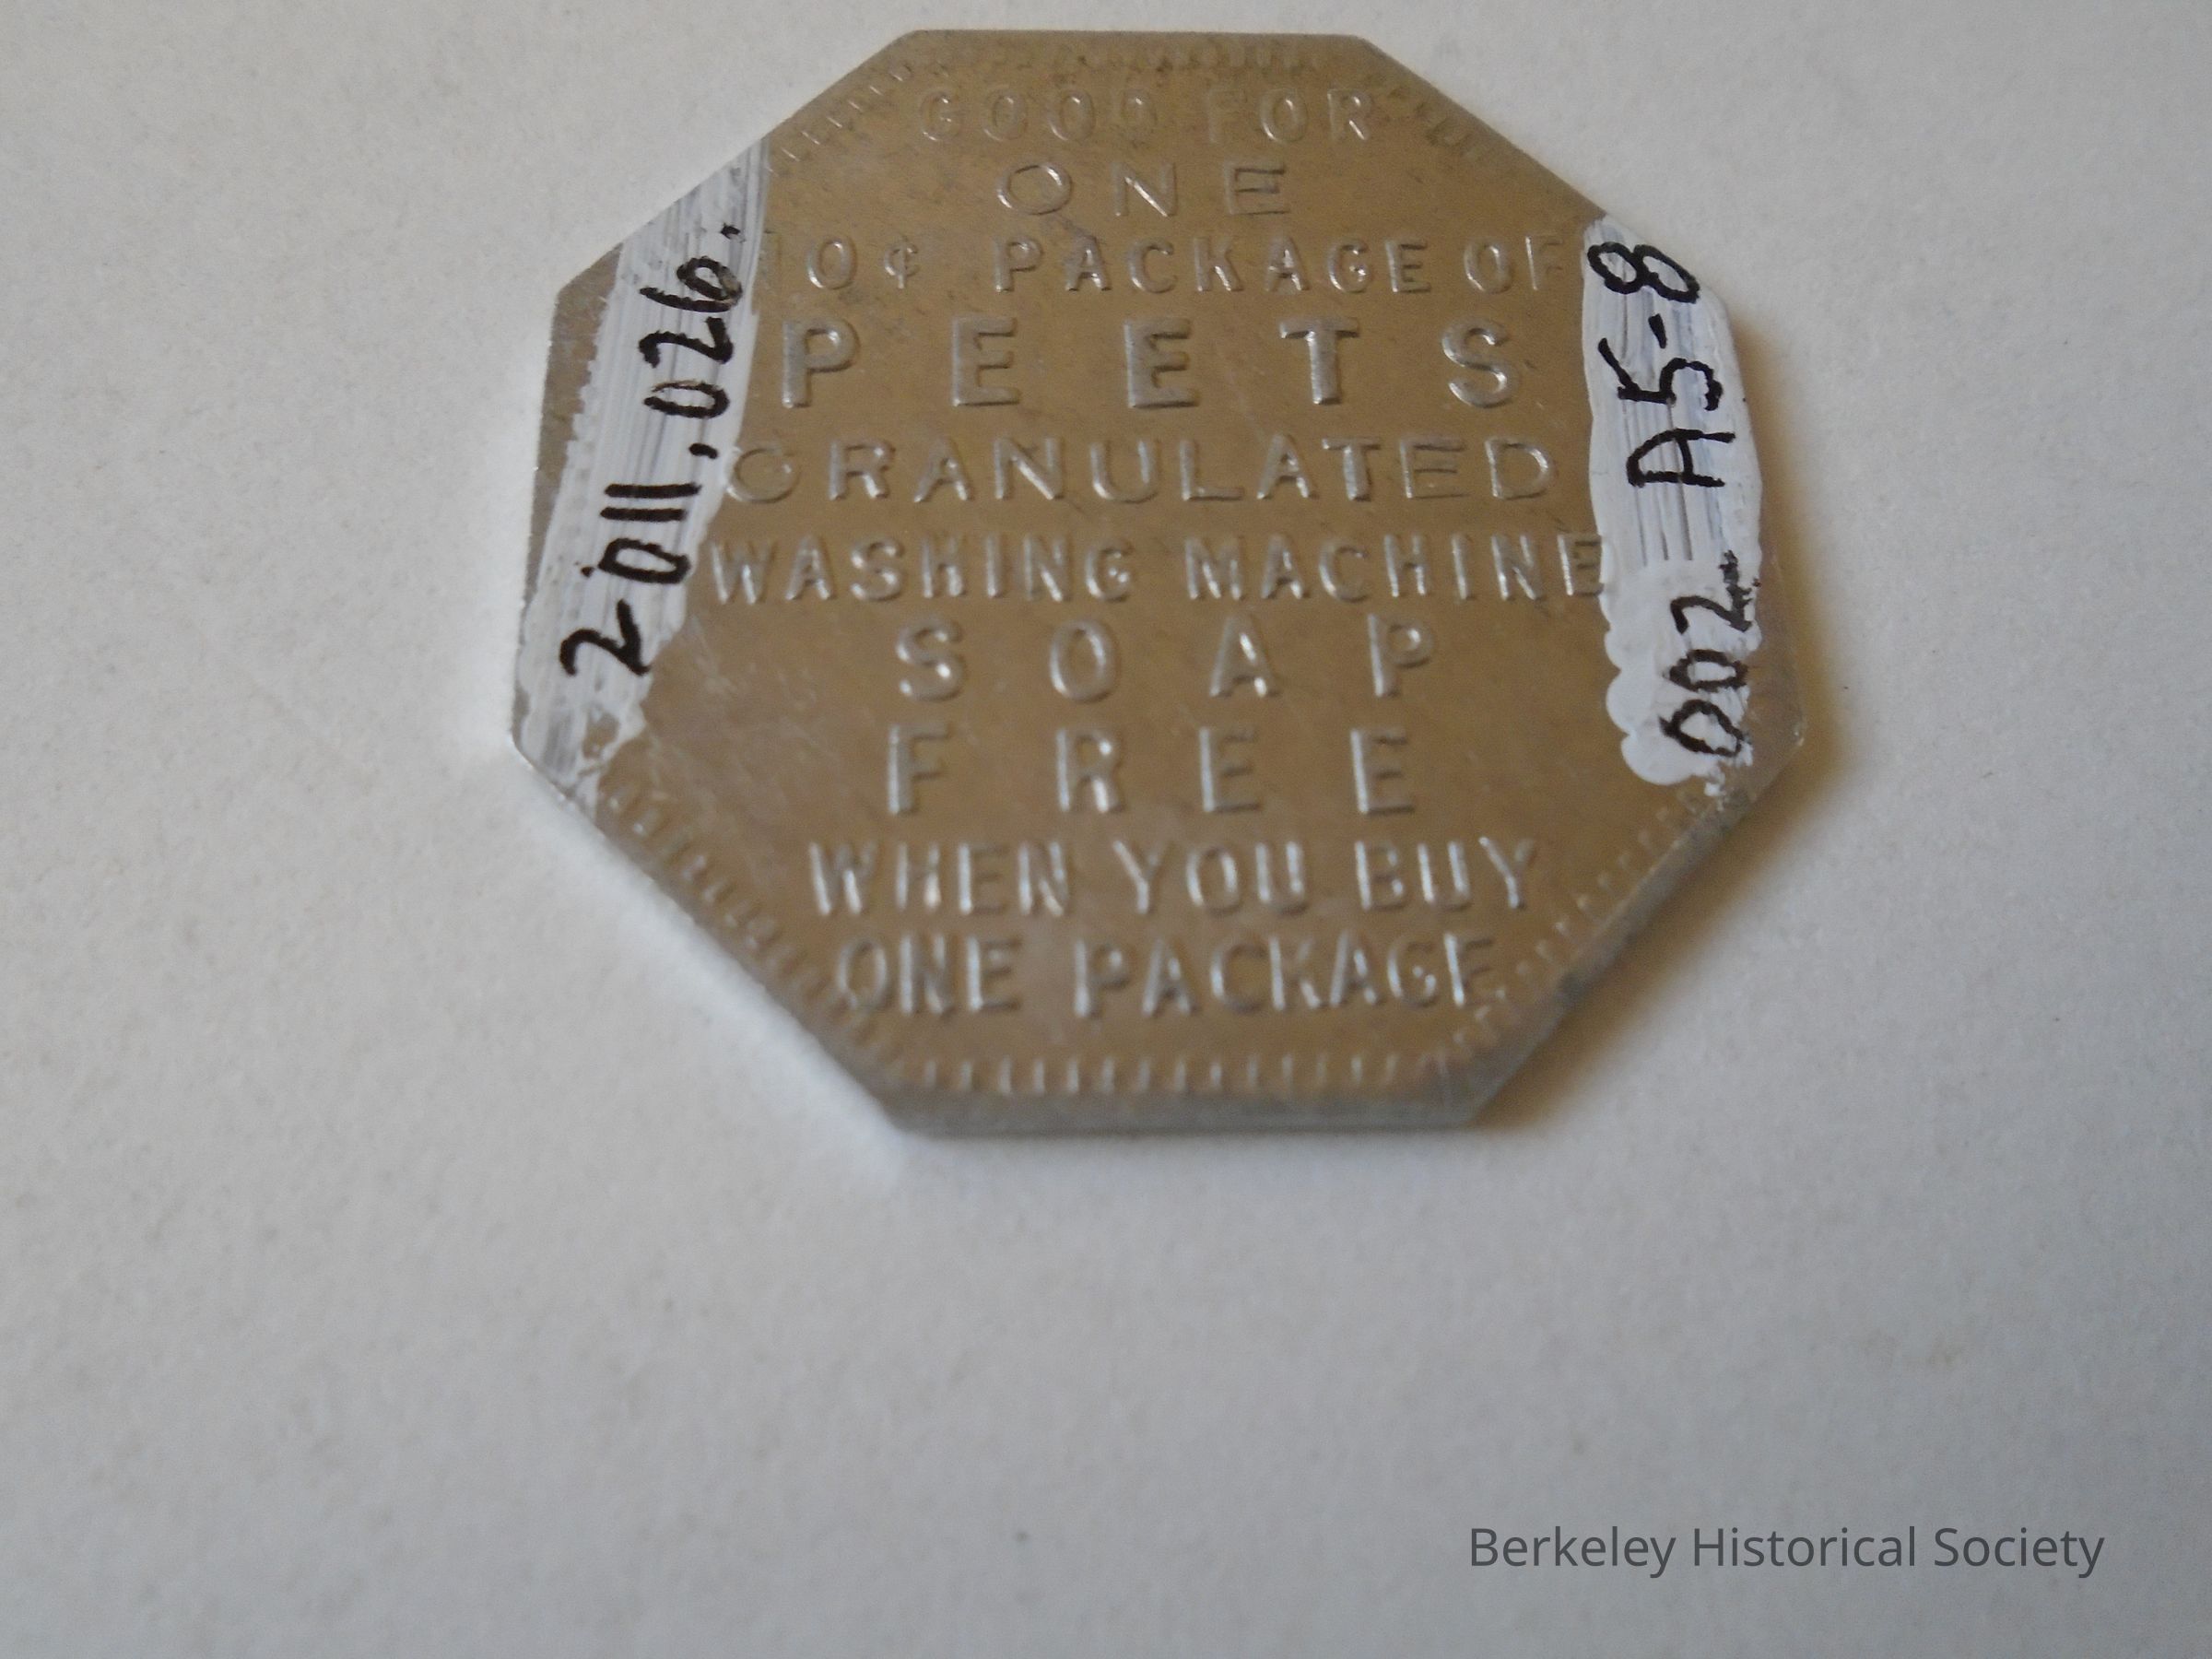 GOOD FOR
ONE
10¢ PACKAGE OF
PEETS
GRANULATED
WASHING MACHINE
SOAP
FREE
WHEN YOU BUY
ONE PACKAGE
2011.026.
002 A5-8
Berkeley Historical Society